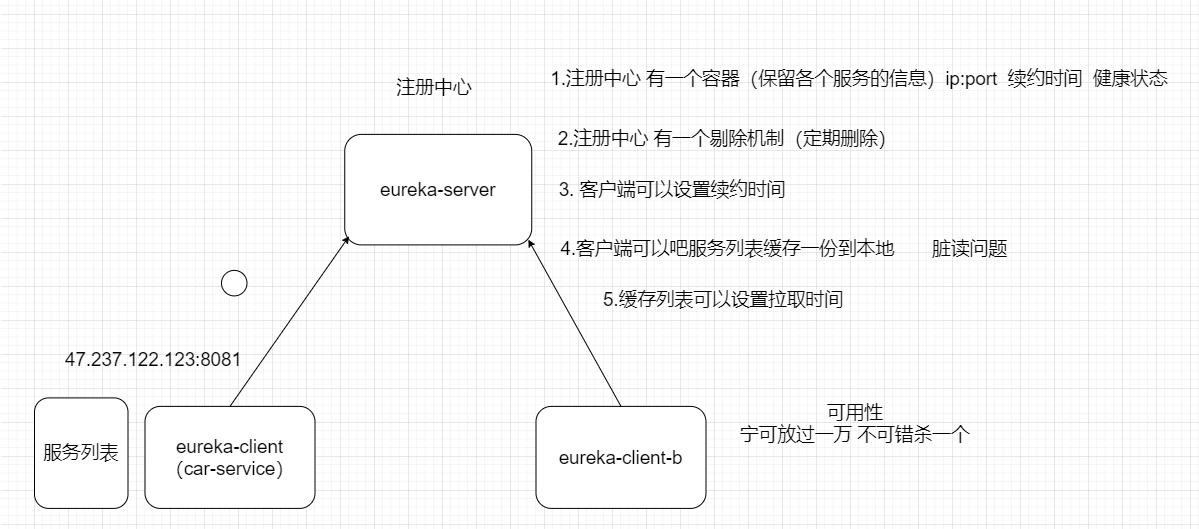 注册中心
1.注册中心 有一个容器（保留各个服务的信息）ip:port 续约时间 健康状态
2.注册中心 有一个剔除机制（定期删除）
eureka-server
3. 客户端可以设置续约时间
4.客户端可以吧服务列表缓存一份到本地 脏读问题
5.缓存列表可以设置拉取时间
47.237.122.123:8081
服务列表
eureka-client
（car-service）
eureka-client-b
可用性
宁可放过一万 不可错杀一个